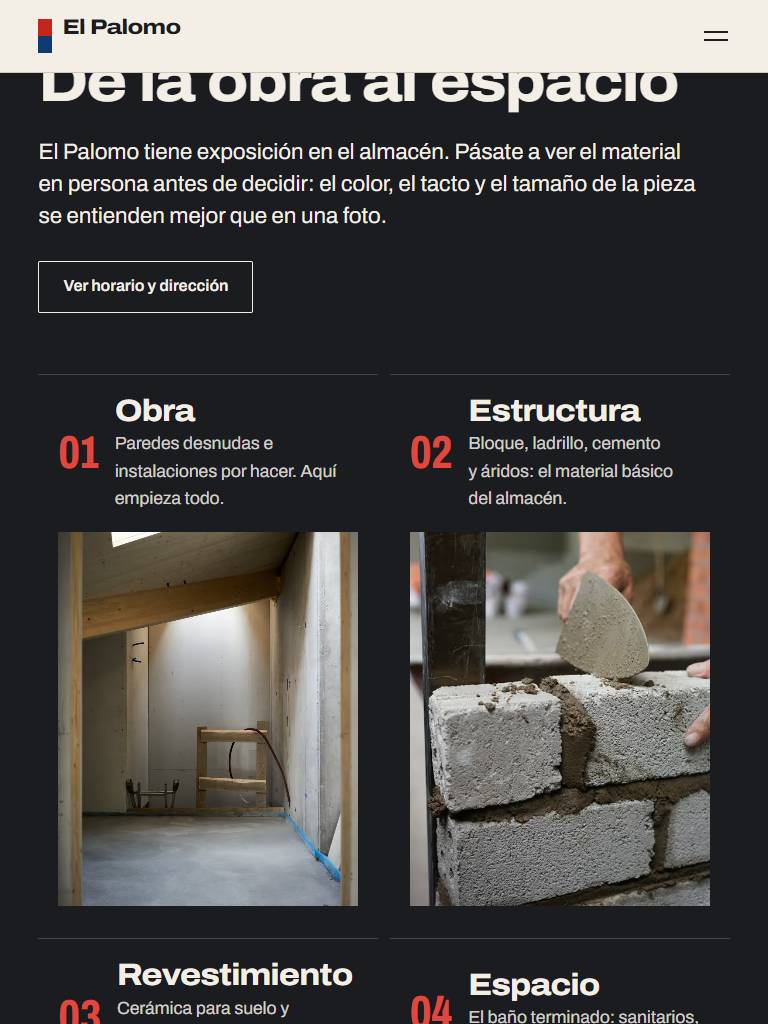 El Palomo
De la obra al espacio
El Palomo tiene exposición en el almacén. Pásate a ver el material
en persona antes de decidir: el color, el tacto y el tamaño de la pieza
se entienden mejor que en una foto.
Ver horario y dirección
01
Obra
Paredes desnudas e
instalaciones por hacer. Aquí
empieza todo.
02
Estructura
Bloque, ladrillo, cemento
y áridos: el material básico
del almacén.
03
Revestimiento
Cerámica para suelo y
04
Espacio
El baño terminado: sanitarios,